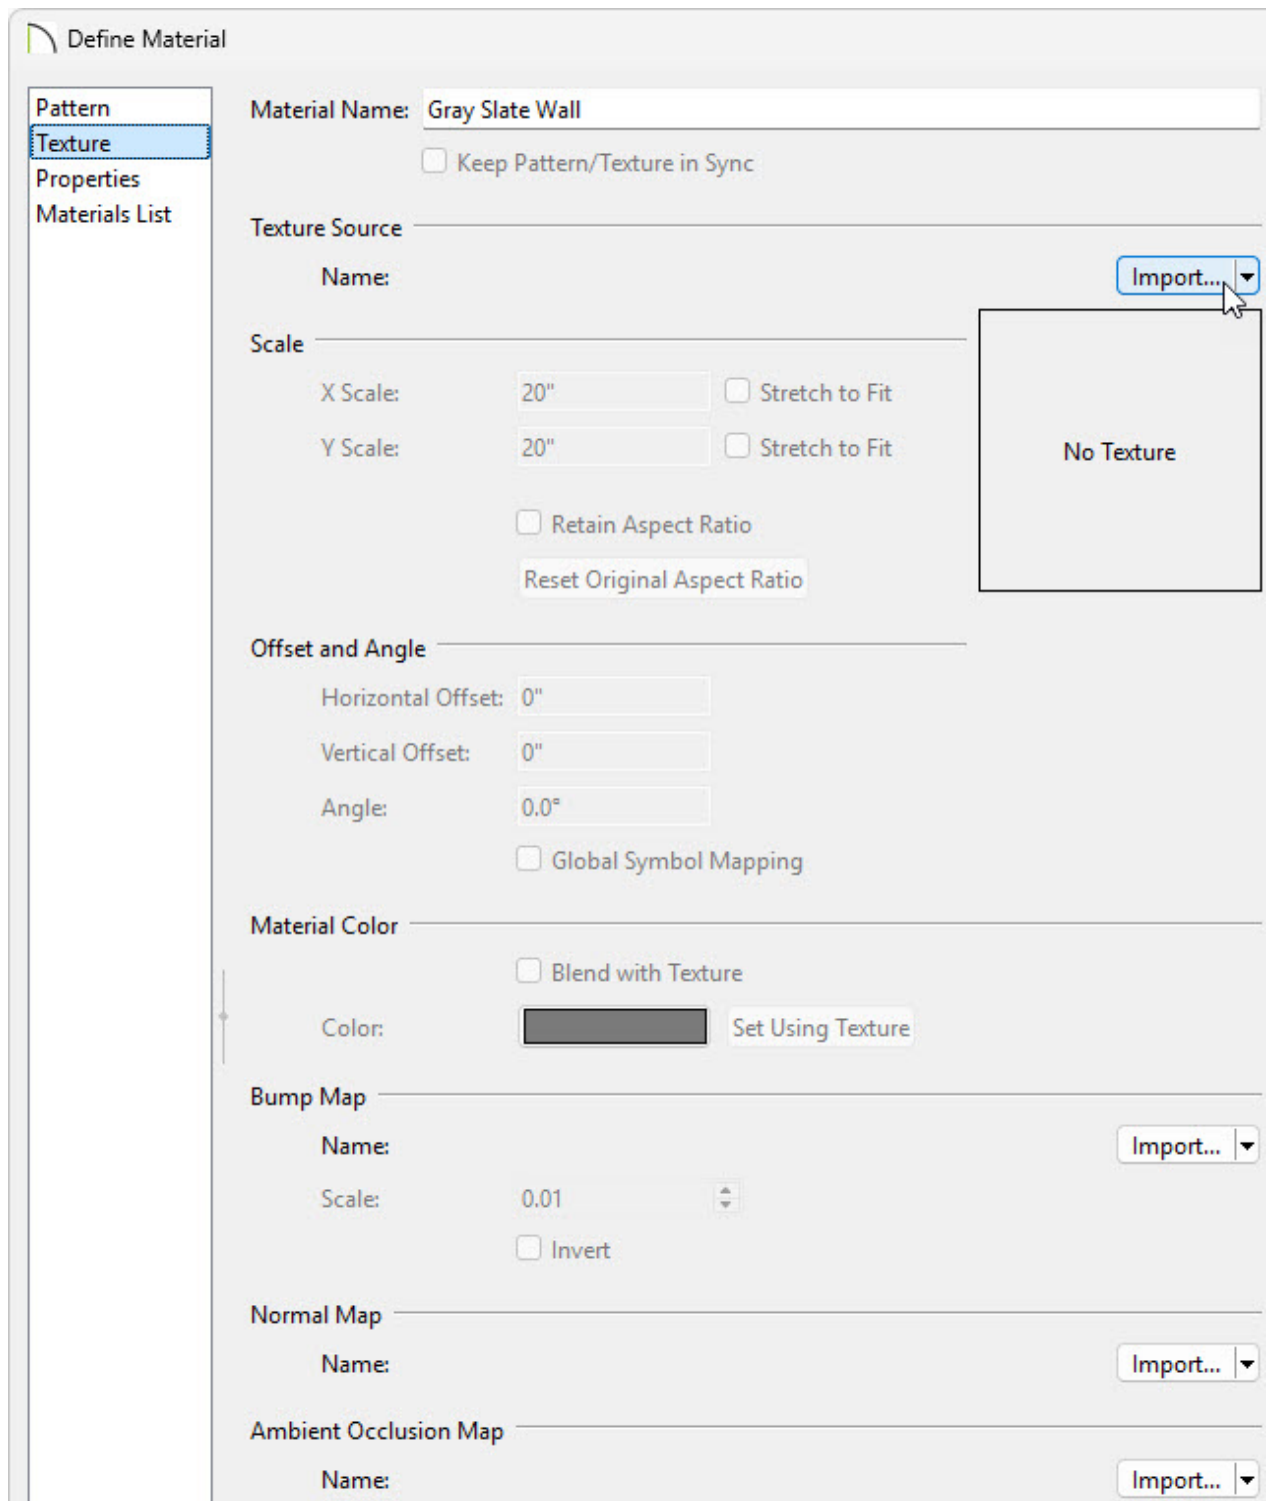 Define Material
Pattern
Texture
Properties
Materials List
Material Name: Gray Slate Wall
Keep Pattern/Texture in Sync
Texture Source
Name: Import...
Scale
X Scale: 20" Stretch to Fit
Y Scale: 20" Stretch to Fit
No Texture
Retain Aspect Ratio
Reset Original Aspect Ratio
Offset and Angle
Horizontal Offset: 0"
Vertical Offset: 0"
Angle: 0.0°
Global Symbol Mapping
Material Color
Blend with Texture
Color: Set Using Texture
Bump Map
Name: Import...
Scale: 0.01
Invert
Normal Map
Name: Import...
Ambient Occlusion Map
Name: Import...